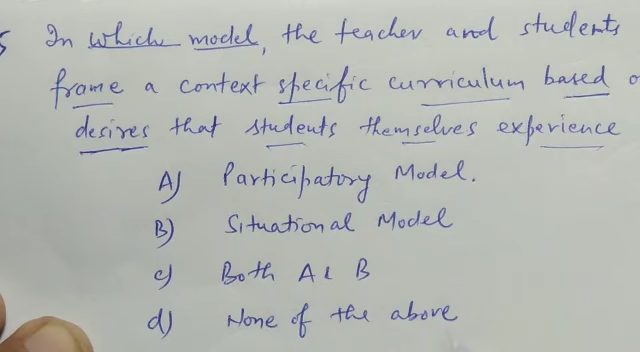 In which model, the teacher and students
frame a context specific curriculum based
desires that students themselves experience
A) Participatory Model.
B) Situational Model
c) Both A & B
d) None of the above